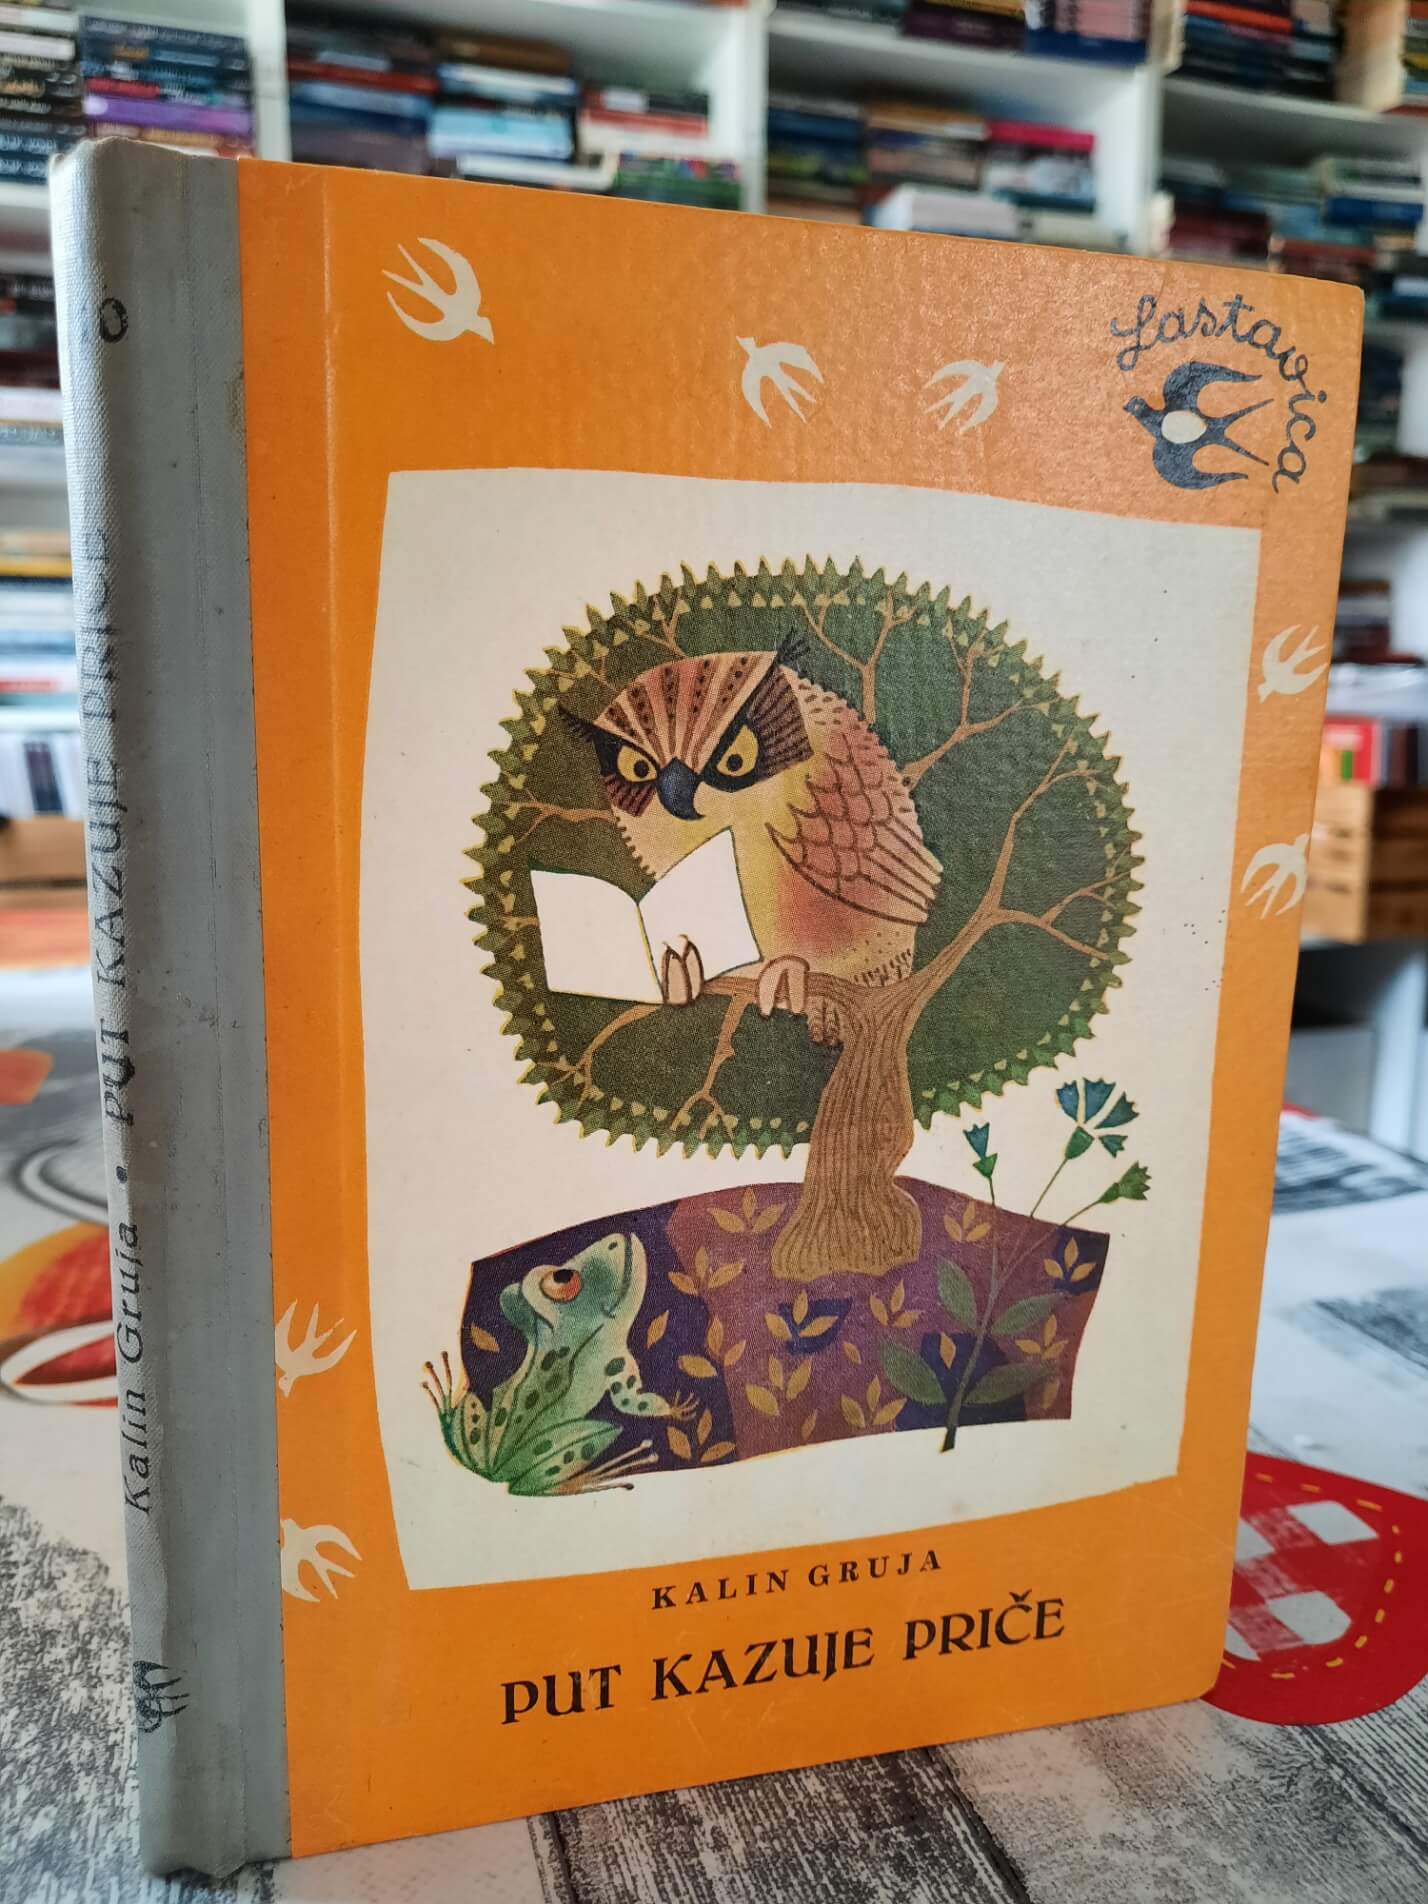 Lastavica
KALIN GRUJA
PUT KAZUJE PRIČE
Kalin Gruja • PUT KAZUJE PRIČE